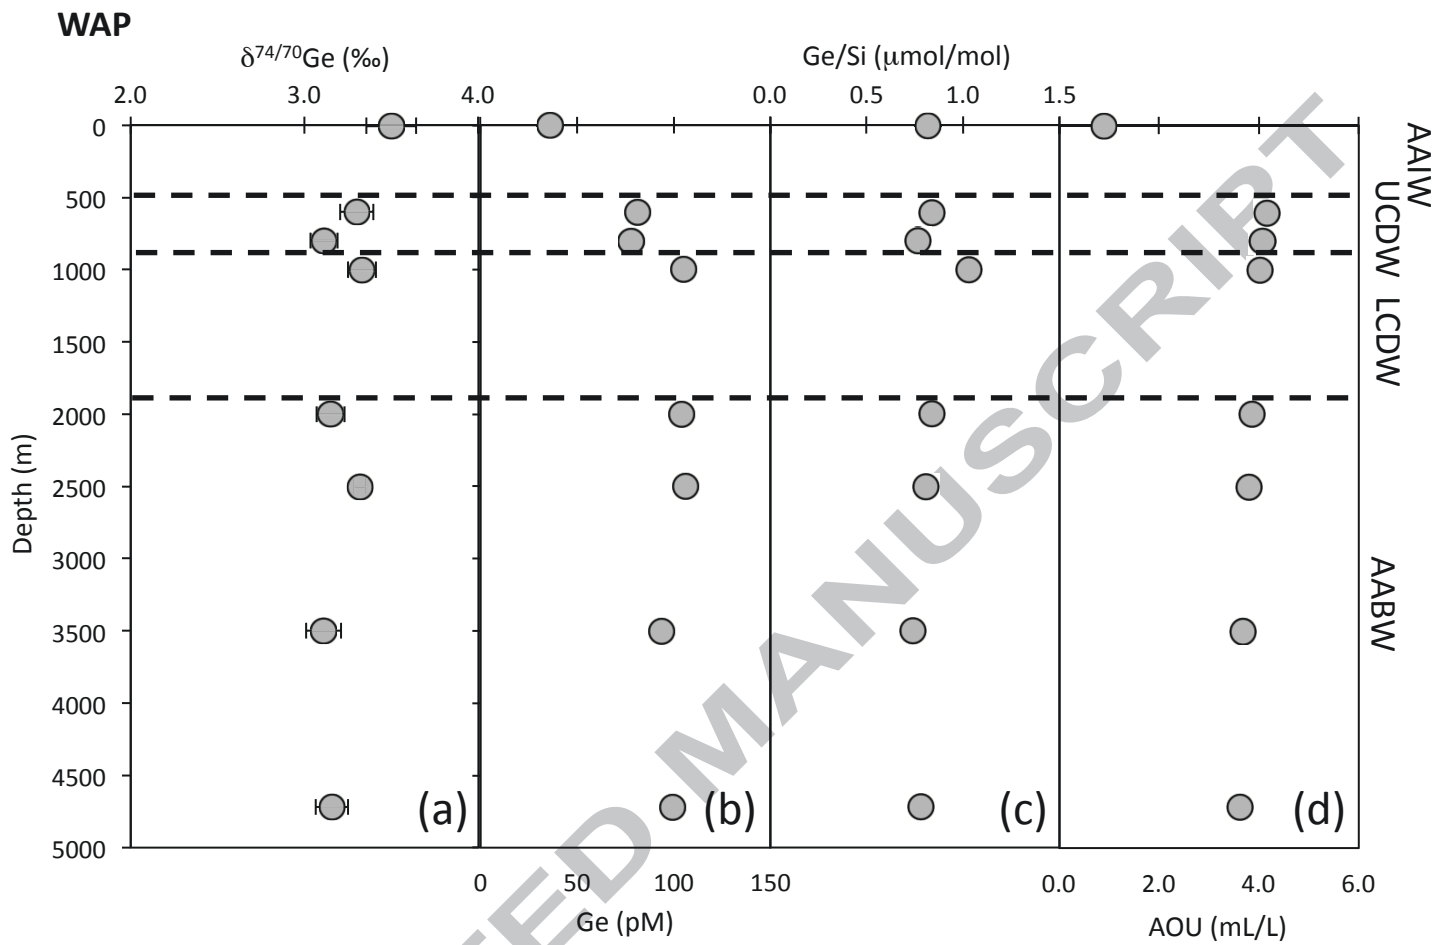 WAP
δ74/70Ge (‰)
Ge/Si (μmol/mol)
2.0 3.0 4.0 0.0 0.5 1.0 1.5
0
500
1000
1500
2000
2500
3000
3500
4000
4500
5000
Depth (m)
(a) (b) (c) (d)
0 50 100 150 0.0 2.0 4.0 6.0
Ge (pM)
AOU (mL/L)
AAIW
UCDW
LCDW
AABW
TED MANUSCRIPT